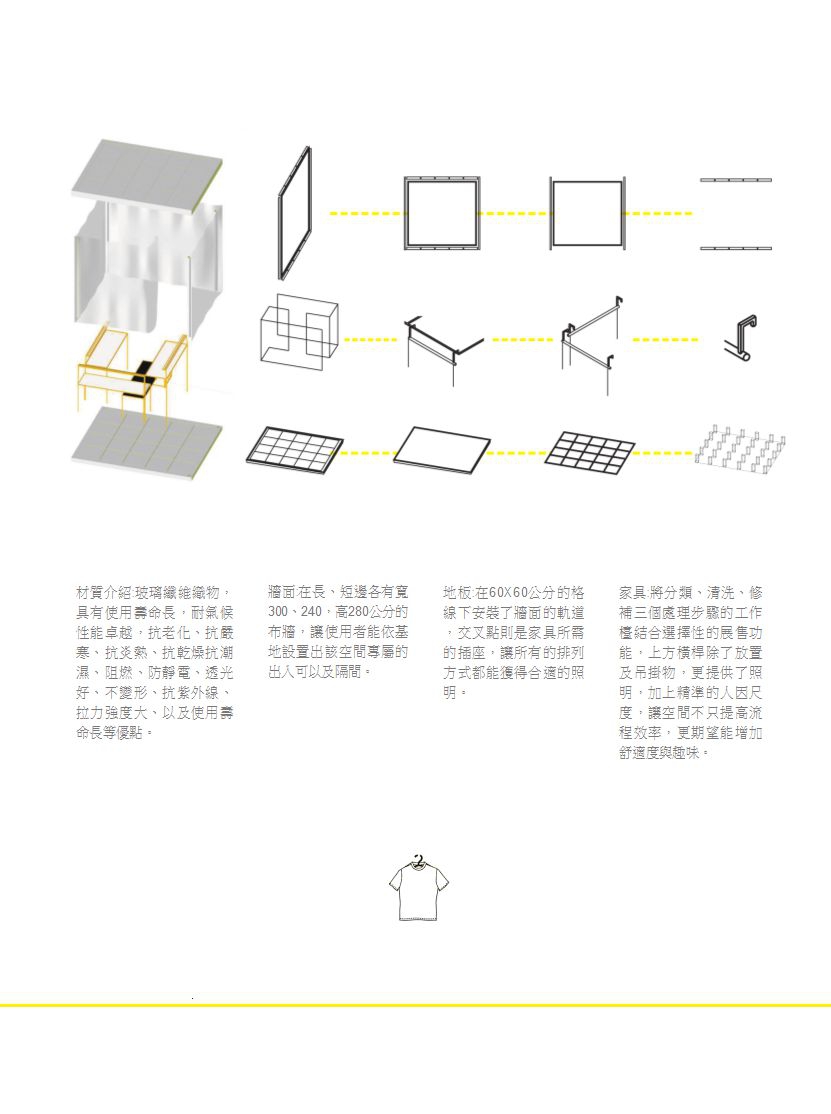 材質介紹:玻璃纖維織物，
具有使用壽命長，耐氣候
性能卓越，抗老化、抗嚴
寒、抗炎熱、抗乾燥抗潮
濕、阻燃、防靜電、透光
好、不變形、抗紫外線、
拉力強度大、以及使用壽
命長等優點。
牆面:在長、短邊各有寬
300、240，高280公分的
布牆，讓使用者能依基
地設置出該空間專屬的
出入可以及隔間。
地板:在60X60公分的格
線下安裝了牆面的軌道
，交叉點則是家具所需
的插座，讓所有的排列
方式都能獲得合適的照
明。
家具:將分類、清洗、修
補三個處理步驟的工作
檯結合選擇性的展售功
能，上方橫桿除了放置
及吊掛物，更提供了照
明，加上精準的人因尺
度，讓空間不只提高流
程效率，更期望能增加
舒適度與趣味。